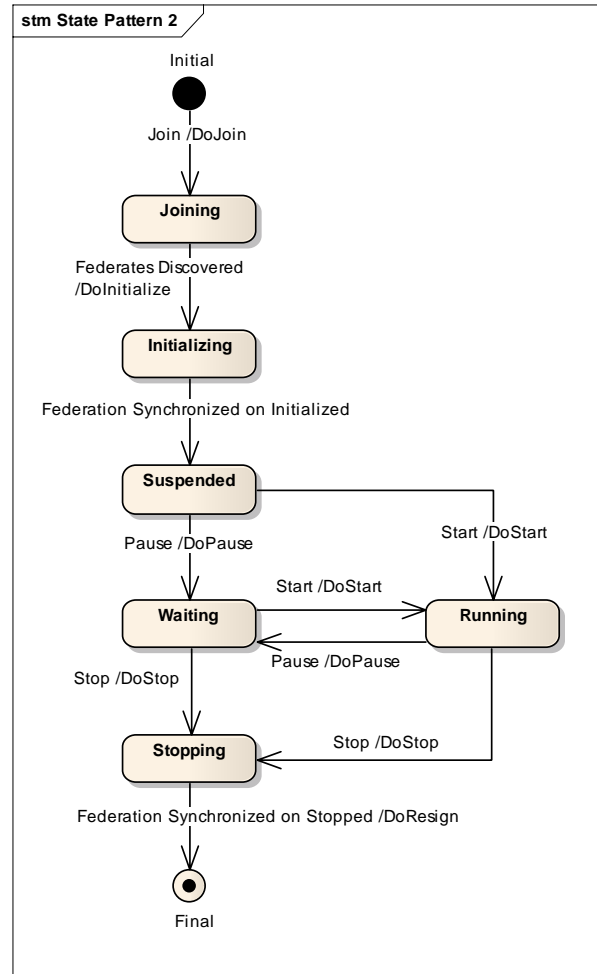 stm State Pattern 2
Initial
Join /DoJoin
Joining
Federates Discovered
/DoInitialize
Initializing
Federation Synchronized on Initialized
Suspended
Start /DoStart
Pause /DoPause
Start /DoStart
Waiting
Running
Pause /DoPause
Stop /DoStop
Stop /DoStop
Stopping
Federation Synchronized on Stopped /DoResign
Final